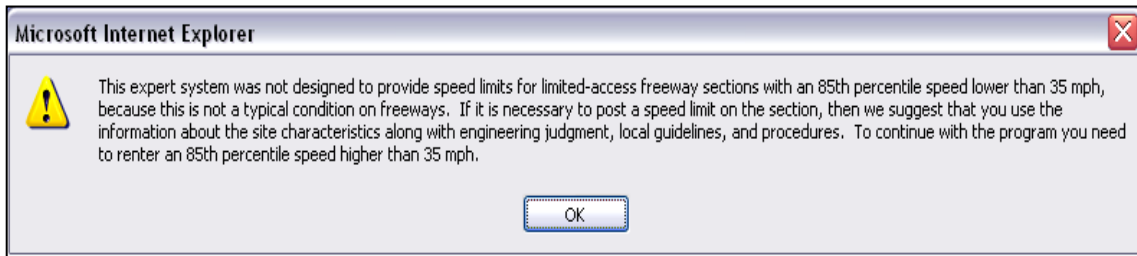 Microsoft Internet Explorer
This expert system was not designed to provide speed limits for limited-access freeway sections with an 85th percentile speed lower than 35 mph,
because this is not a typical condition on freeways.  If it is necessary to post a speed limit on the section, then we suggest that you use the
information about the site characteristics along with engineering judgment, local guidelines, and procedures.  To continue with the program you need
to renter an 85th percentile speed higher than 35 mph.
OK